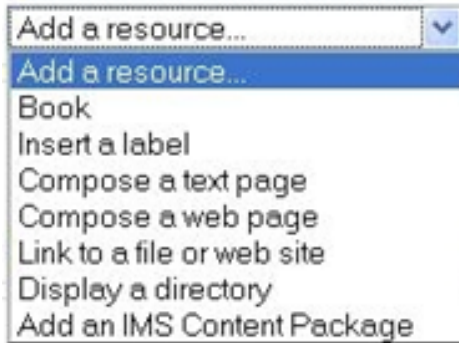 Add a resource...
Add a resource...
Book
Insert a label
Compose a text page
Compose a web page
Link to a file or web site
Display a directory
Add an IMS Content Package